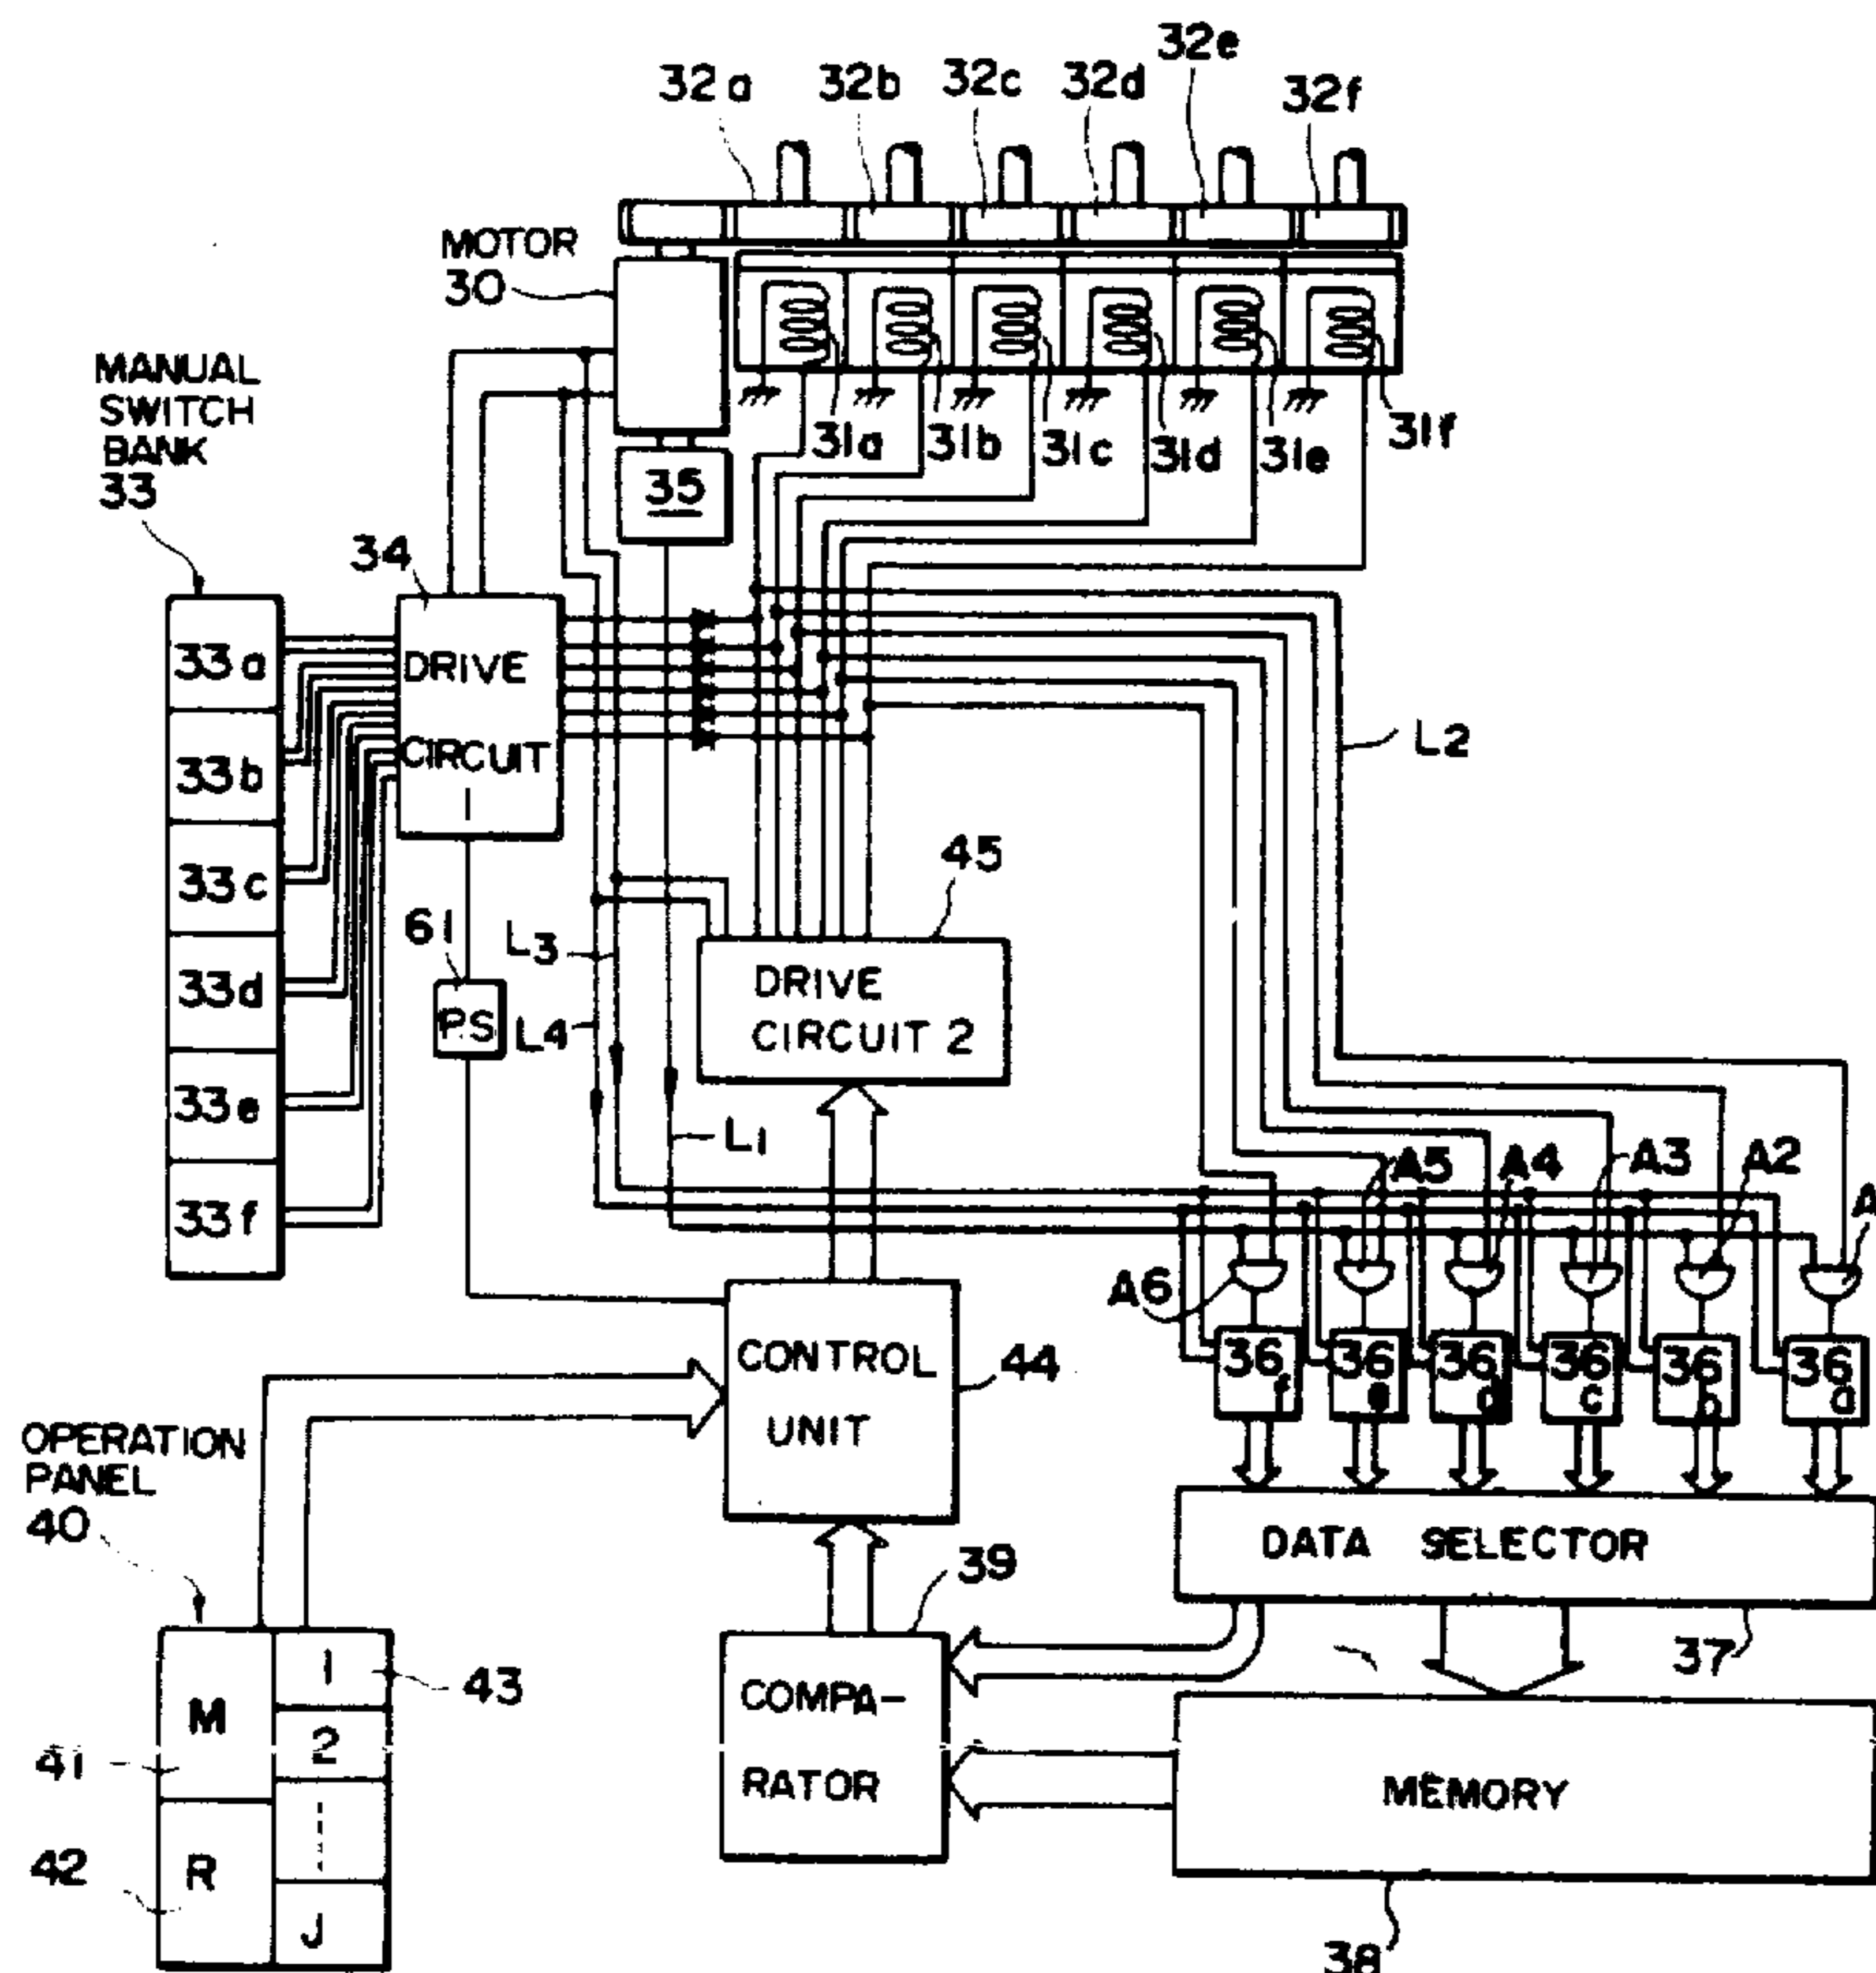 32a 32b 32c 32d 32e 32f
MOTOR
30
MANUAL
SWITCH
BANK
33
31a 31b 31c 31d 31e 31f
35
34
33a
33b
33c
33d
33e
33f
DRIVE
CIRCUIT
1
L2
45
61
L3
PS
L4
DRIVE
CIRCUIT 2
L1
A5 A4 A3 A2
A6
CONTROL
UNIT
44
36f 36e 36d 36c 36b 36a
OPERATION
PANEL
40
DATA SELECTOR
37
39
COMPA-
RATOR
MEMORY
38
M
R
1
2
J
43
41
42